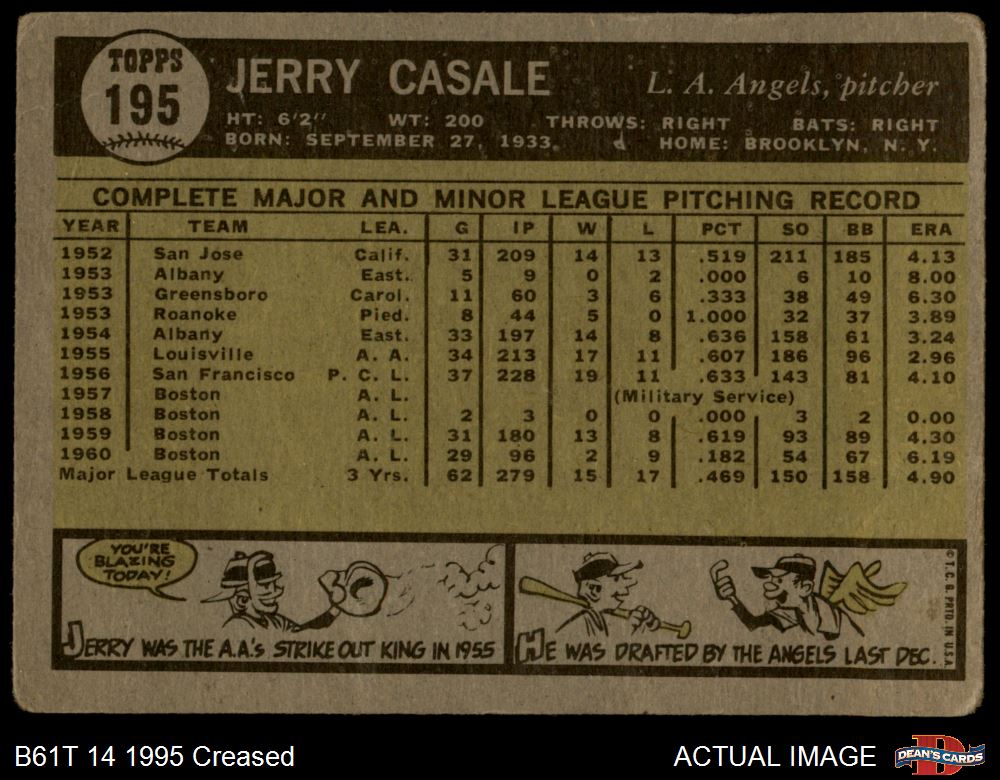 TOPPS
195
JERRY CASALE
L. A. Angels, pitcher
HT: 6'2" WT: 200 THROWS: RIGHT BATS: RIGHT
BORN: SEPTEMBER 27, 1933 HOME: BROOKLYN, N. Y.
COMPLETE MAJOR AND MINOR LEAGUE PITCHING RECORD
YEAR TEAM LEA. G IP W L PCT SO BB ERA
1952 San Jose Calif. 31 209 14 13 .519 211 185 4.13
1953 Albany East. 5 9 0 2 .000 6 10 8.00
1953 Greensboro Carol. 11 60 3 6 .333 38 49 6.30
1953 Roanoke Pied. 8 44 5 0 1.000 32 37 3.89
1954 Albany East. 33 197 14 8 .636 158 61 3.24
1955 Louisville A. A. 34 213 17 11 .607 186 96 2.96
1956 San Francisco P. C. L. 37 228 19 11 .633 143 81 4.10
1957 Boston A. L. (Military Service)
1958 Boston A. L. 2 3 0 0 .000 3 2 0.00
1959 Boston A. L. 31 180 13 8 .619 93 89 4.30
1960 Boston A. L. 29 96 2 9 .182 54 67 6.19
Major League Totals 3 Yrs. 62 279 15 17 .469 150 158 4.90
YOU'RE
BLAZING
TODAY!
JERRY WAS THE A.A.'s STRIKE OUT KING IN 1955
HE WAS DRAFTED BY THE ANGELS LAST DEC.
© T. C. G. PRTD. IN U.S.A.
B61T 14 1995 Creased
ACTUAL IMAGE
DEAN'S CARDS